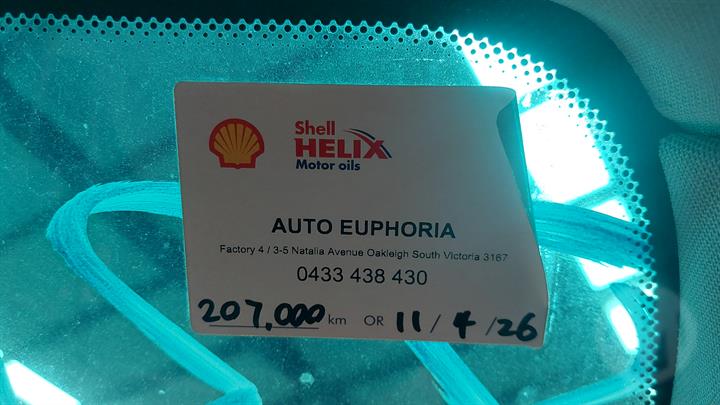 Shell
HELIX
Motor oils
AUTO EUPHORIA
Factory 4 / 3-5 Natalia Avenue Oakleigh South Victoria 3167
0433 438 430
207,000 km OR 11/4/26